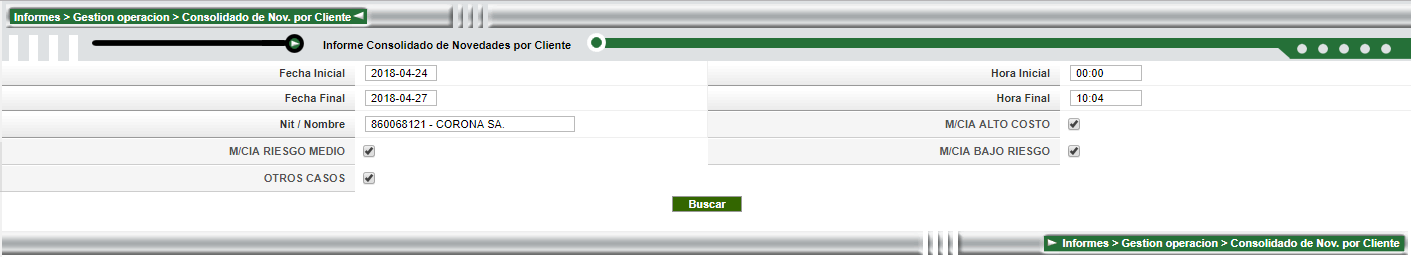 Informes > Gestion operacion > Consolidado de Nov. por Cliente
Informe Consolidado de Novedades por Cliente
Fecha Inicial 2018-04-24 Hora Inicial 00:00
Fecha Final 2018-04-27 Hora Final 10:04
Nit / Nombre 860068121 - CORONA SA. M/CIA ALTO COSTO
M/CIA RIESGO MEDIO M/CIA BAJO RIESGO
OTROS CASOS
Buscar
Informes > Gestion operacion > Consolidado de Nov. por Cliente